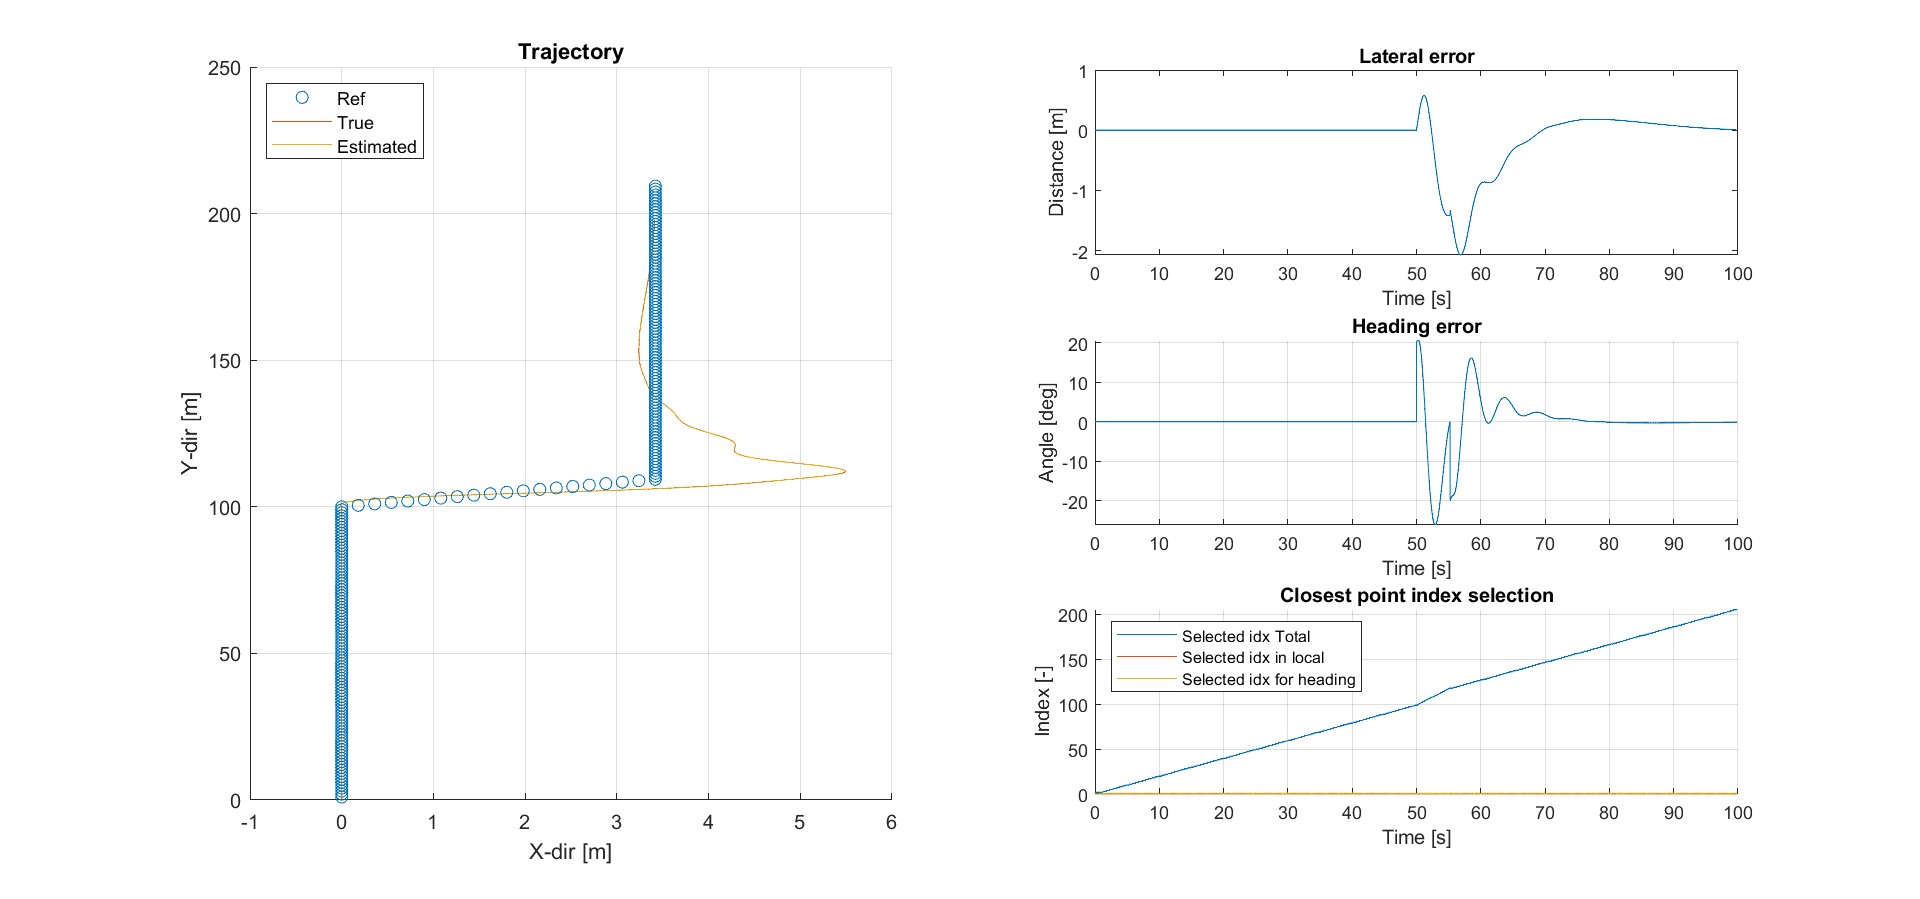 Trajectory
250
200
150
100
50
0
Y-dir [m]
Ref
True
Estimated
-1 0 1 2 3 4 5 6
X-dir [m]
Lateral error
1
0
-1
-2
Distance [m]
0 10 20 30 40 50 60 70 80 90 100
Time [s]
Heading error
20
10
0
-10
-20
Angle [deg]
0 10 20 30 40 50 60 70 80 90 100
Time [s]
Closest point index selection
200
150
100
50
0
Index [-]
Selected idx Total
Selected idx in local
Selected idx for heading
0 10 20 30 40 50 60 70 80 90 100
Time [s]